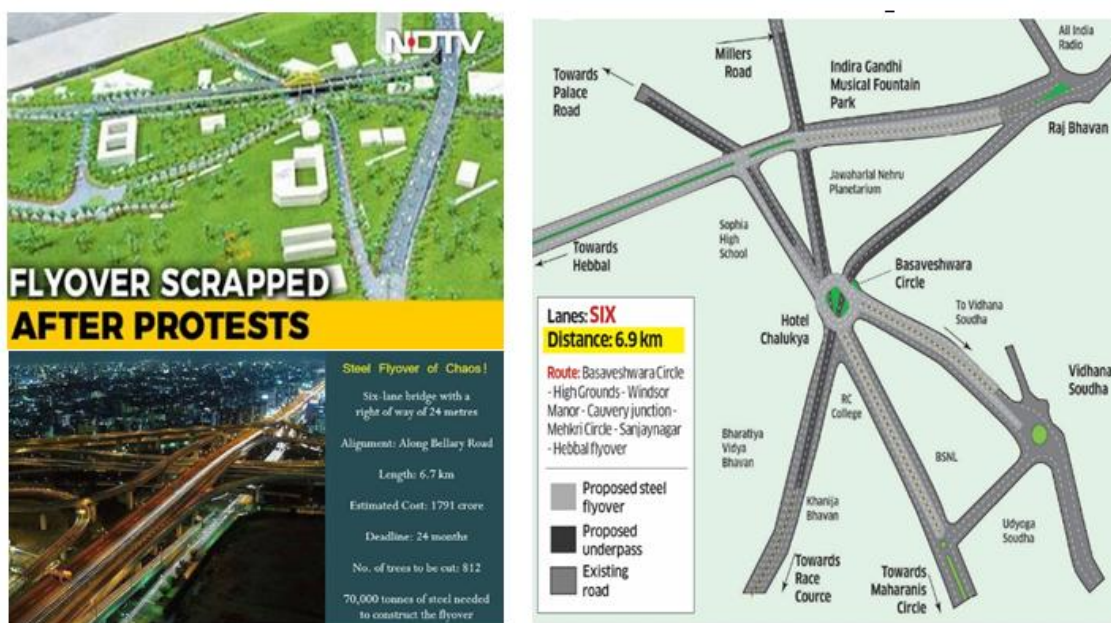 NDTV
FLYOVER SCRAPPED
AFTER PROTESTS
Steel Flyover of Chaos!
Six-lane bridge with a
right of way of 24 metres
Alignment: Along Bellary Road
Length: 6.7 km
Estimated Cost: 1791 crore
Deadline: 24 months
No. of trees to be cut: 812
70,000 tonnes of steel needed
to construct the flyover
All India
Radio
Millers
Road
Indira Gandhi
Musical Fountain
Park
Towards
Palace
Road
Raj Bhavan
Jawaharlal Nehru
Planetarium
Sophia
High
School
Towards
Hebbal
Basaveshwara
Circle
To Vidhana
Soudha
Hotel
Chalukya
Vidhana
Soudha
Lanes: SIX
Distance: 6.9 km
Route: Basaveshwara Circle
- High Grounds - Windsor
Manor - Cauvery junction -
Mehkri Circle - Sanjaynagar
- Hebbal flyover
Proposed steel
flyover
Proposed
underpass
Existing
road
RC
College
Bharatiya
Vidya
Bhavan
BSNL
Khanija
Bhavan
Udyoga
Soudha
Towards
Race
Cource
Towards
Maharanis
Circle